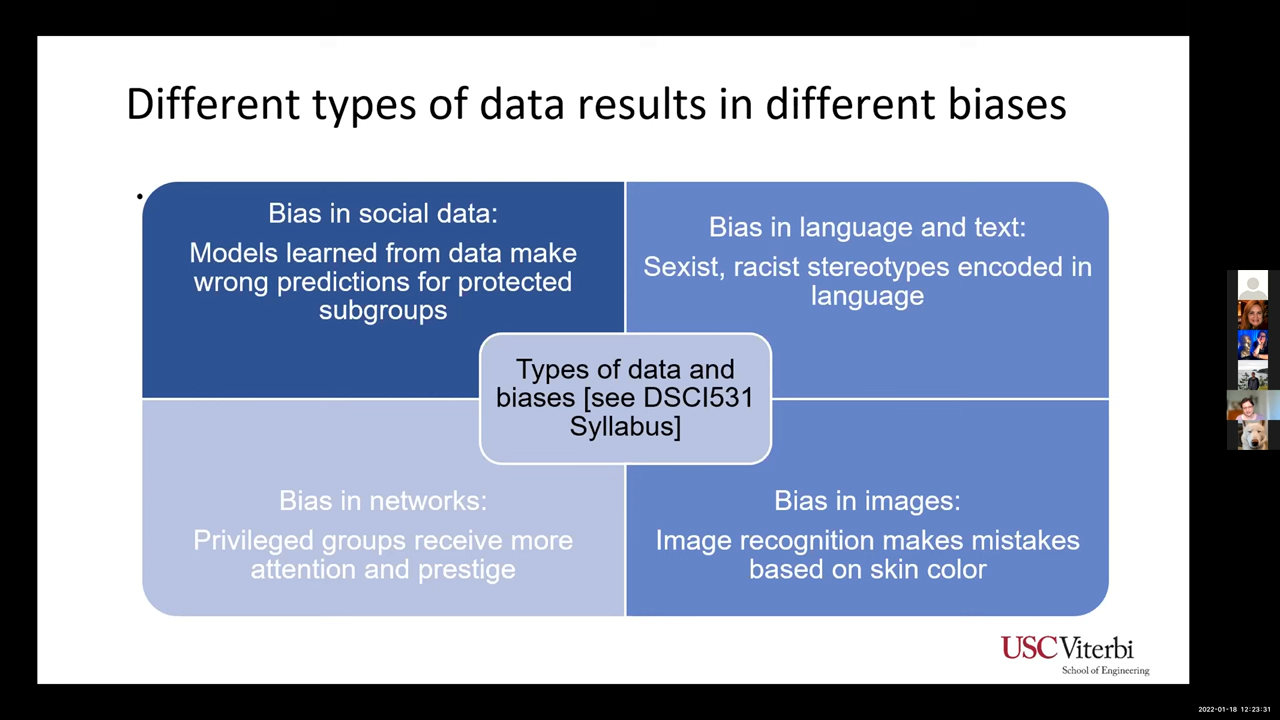 Different types of data results in different biases
•
Bias in social data:
Models learned from data make
wrong predictions for protected
subgroups
Bias in language and text:
Sexist, racist stereotypes encoded in
language
Types of data and
biases [see DSCI531
Syllabus]
Bias in networks:
Privileged groups receive more
attention and prestige
Bias in images:
Image recognition makes mistakes
based on skin color
USC Viterbi
School of Engineering
2022-01-18 12:23:31